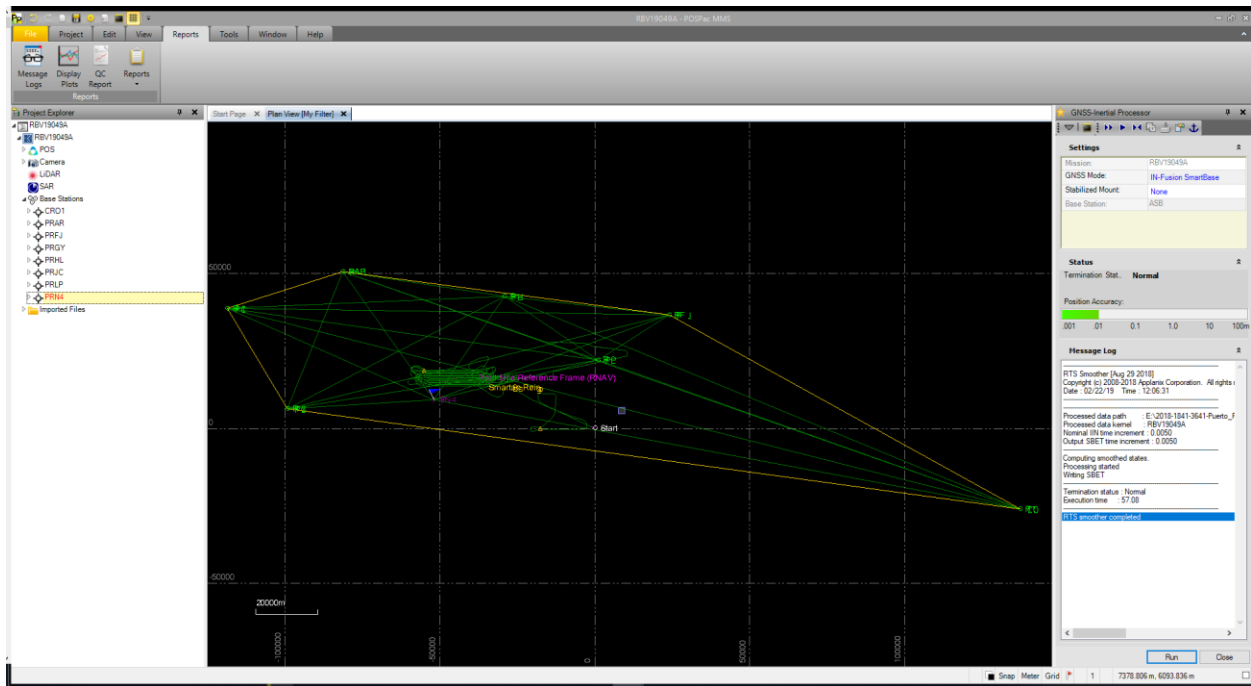 RBV19049A - POSPac MMS
File Project Edit View Reports Tools Window Help
Message Logs
Display Plots
QC Report
Reports
Reports
Project Explorer
RBV19049A
RBV19049A
POS
Camera
LiDAR
SAR
Base Stations
CRO1
PRAR
PRFJ
PRGY
PRHL
PRJC
PRLP
PRN4
Imported Files
Start Page Plan View [My Filter]
50000
0
-50000
Reference Frame (RNAV)
Start
20000m
-100000
-50000
0
50000
100000
GNSS-Inertial Processor
Settings
Mission: RBV19049A
GNSS Mode: IN-Fusion SmartBase
Stabilized Mount: None
Base Station: ASB
Status
Termination Stat.. Normal
Position Accuracy:
.001 .01 0.1 1.0 10 100m
Message Log
RTS Smoother [Aug 29 2018]
Copyright (c) 2008-2018 Applanix Corporation. All rights
Date : 02/22/19 Time : 12:06:31
Processed data path : E:\2018-1841-3641-Puerto_
Processed data kernel : RBV19049A
Nominal IIN time increment : 0.0050
Output SBET time increment : 0.0050
Computing smoothed states.
Processing started
Writing SBET
Termination status : Normal
Execution time : 57.08
RTS smoother completed
Run Close
Snap Meter Grid 1 7378.806 m, 6093.836 m